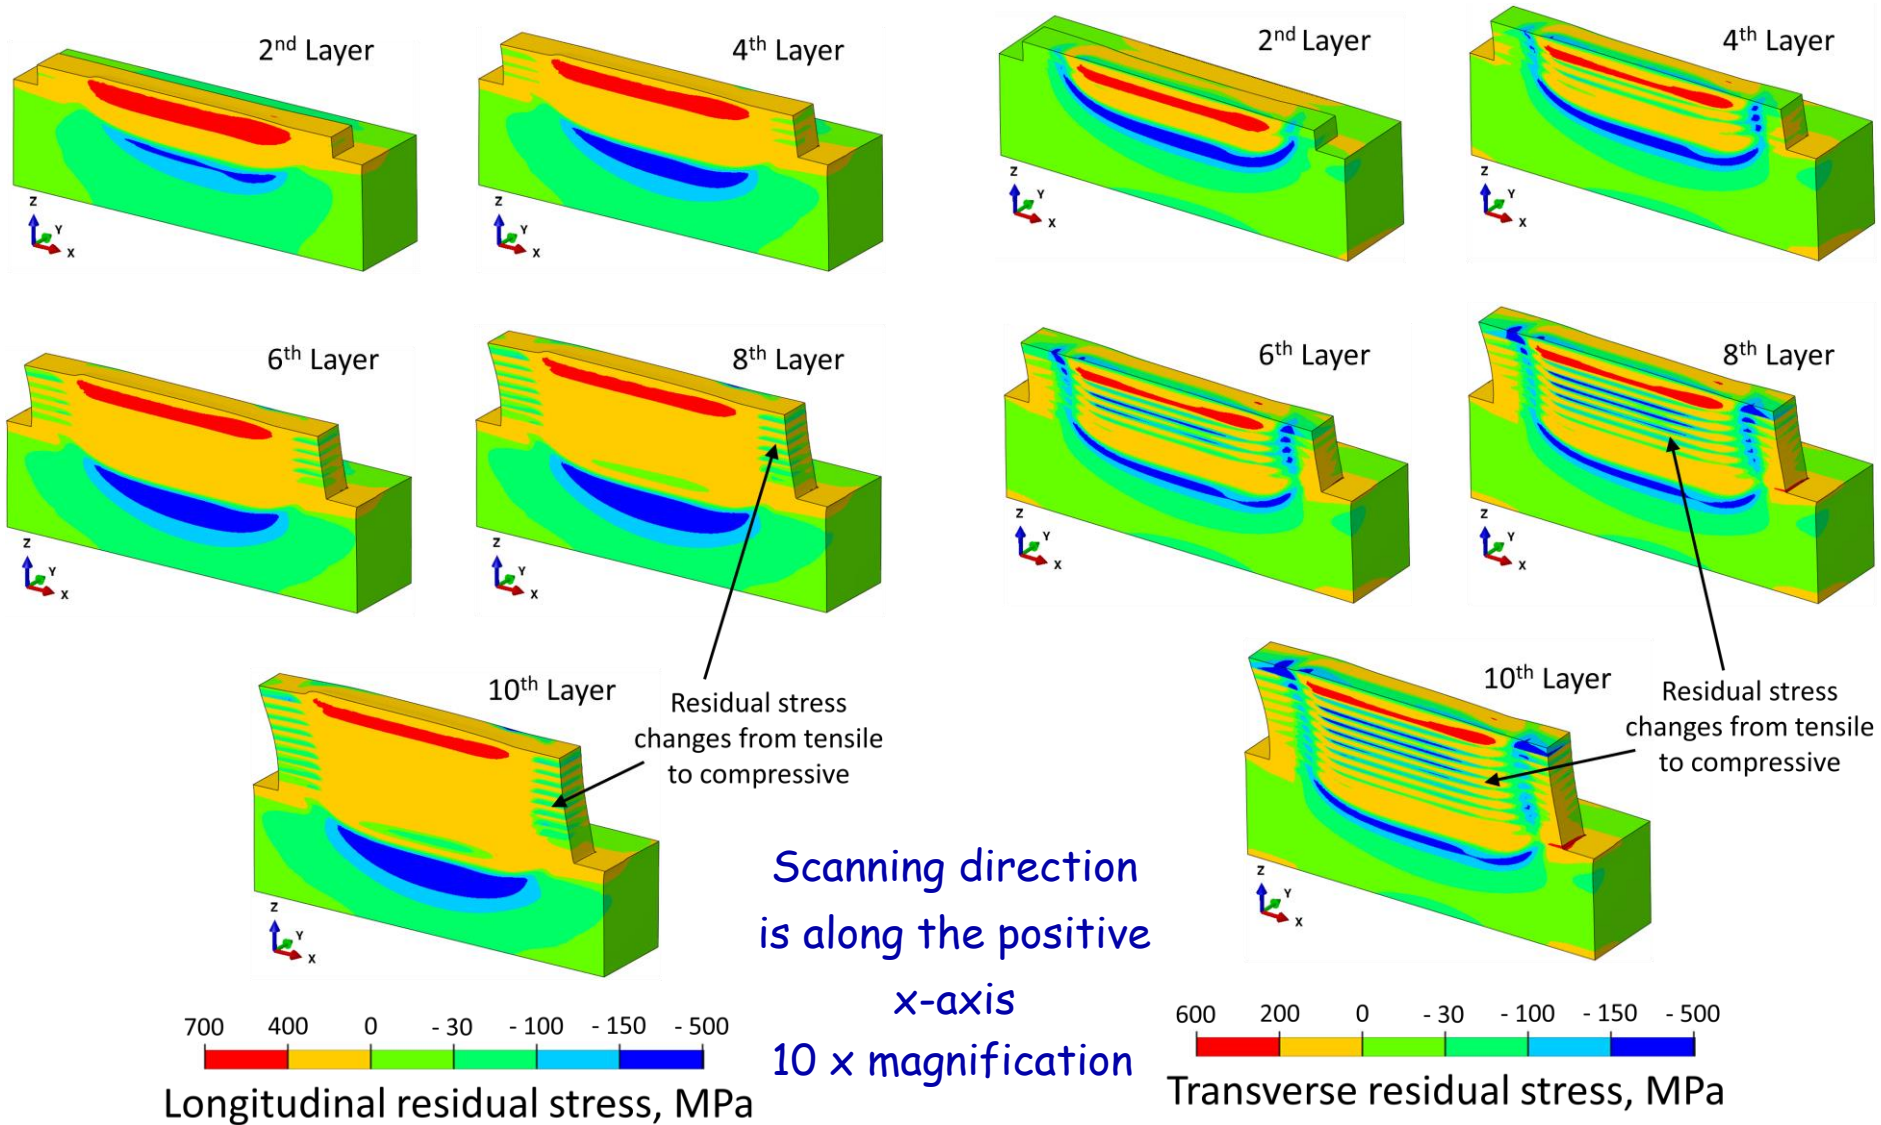 2nd Layer
4th Layer
2nd Layer
4th Layer
Z
Y
X
Z
Y
X
Z
Y
X
Z
Y
X
6th Layer
8th Layer
6th Layer
8th Layer
Z
Y
X
Z
Y
X
Z
Y
X
Z
Y
X
10th Layer
Residual stress
changes from tensile
to compressive
10th Layer
Residual stress
changes from tensile
to compressive
Z
Y
X
Z
Y
X
Scanning direction
is along the positive
x-axis
10 x magnification
700 400 0 - 30 - 100 - 150 - 500
Longitudinal residual stress, MPa
600 200 0 - 30 - 100 - 150 - 500
Transverse residual stress, MPa